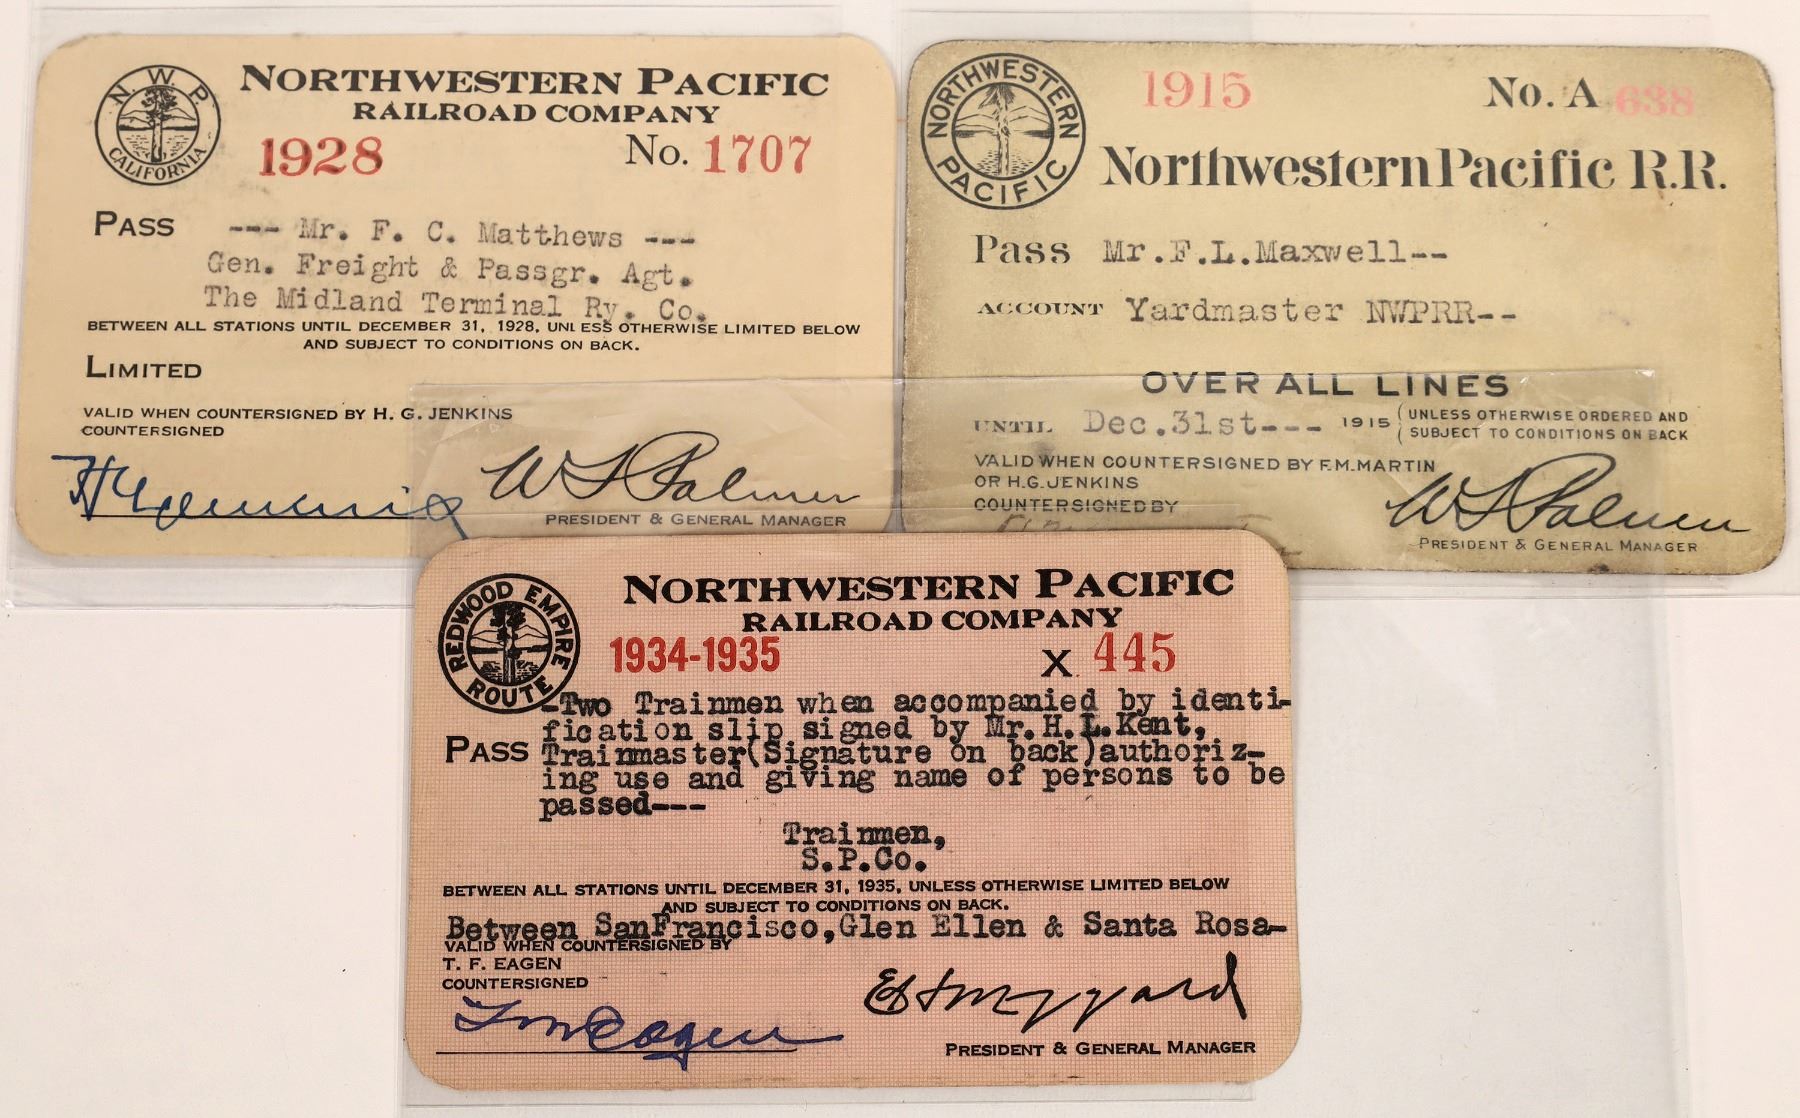 N.W.P.
CALIFORNIA
NORTHWESTERN PACIFIC
RAILROAD COMPANY
1928 No. 1707
PASS --- Mr. F. C. Matthews ---
Gen. Freight & Passgr. Agt.
The Midland Terminal Ry. Co.
BETWEEN ALL STATIONS UNTIL DECEMBER 31, 1928, UNLESS OTHERWISE LIMITED BELOW
AND SUBJECT TO CONDITIONS ON BACK.
LIMITED
VALID WHEN COUNTERSIGNED BY H. G. JENKINS
COUNTERSIGNED
H G Jenkins
W S Palmer
PRESIDENT & GENERAL MANAGER
NORTHWESTERN PACIFIC
1915 No. A 638
Northwestern Pacific R.R.
Pass Mr.F.L.Maxwell--
ACCOUNT Yardmaster NWPRR--
OVER ALL LINES
UNTIL Dec.31st--- 1915 (UNLESS OTHERWISE ORDERED AND
(SUBJECT TO CONDITIONS ON BACK
VALID WHEN COUNTERSIGNED BY F.M.MARTIN
OR H.G.JENKINS
COUNTERSIGNED BY
W S Palmer
PRESIDENT & GENERAL MANAGER
REDWOOD EMPIRE
ROUTE
NORTHWESTERN PACIFIC
RAILROAD COMPANY
1934-1935 X 445
-Two Trainmen when accompanied by identi-
fication slip signed by Mr.H.L.Kent,
PASS Trainmaster(Signature on back)authoriz-
ing use and giving name of persons to be
passed---
Trainmen,
S.P.Co.
BETWEEN ALL STATIONS UNTIL DECEMBER 31, 1935, UNLESS OTHERWISE LIMITED BELOW
AND SUBJECT TO CONDITIONS ON BACK.
Between SanFrancisco,Glen Ellen & Santa Rosa-
VALID WHEN COUNTERSIGNED BY
T. F. EAGEN
COUNTERSIGNED
Eagen
PRESIDENT & GENERAL MANAGER